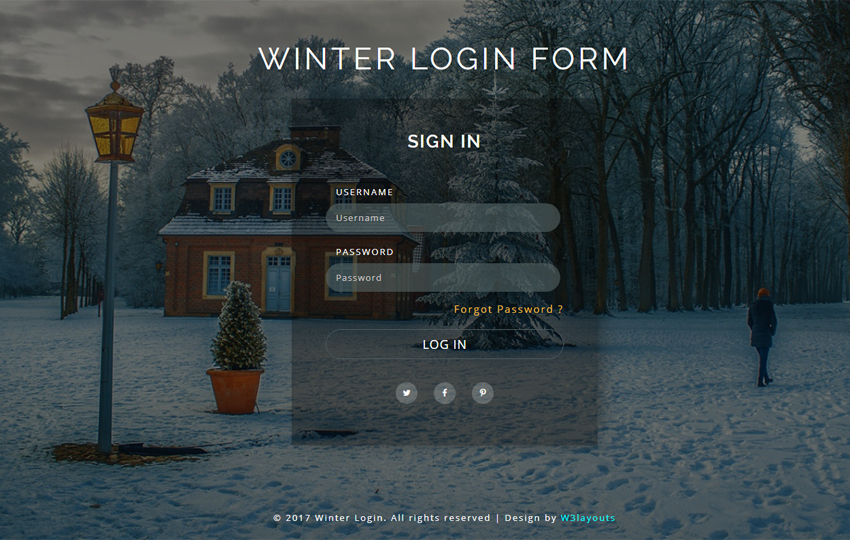 WINTER LOGIN FORM
SIGN IN
USERNAME
Username
PASSWORD
Password
Forgot Password ?
LOG IN
© 2017 Winter Login. All rights reserved | Design by W3layouts